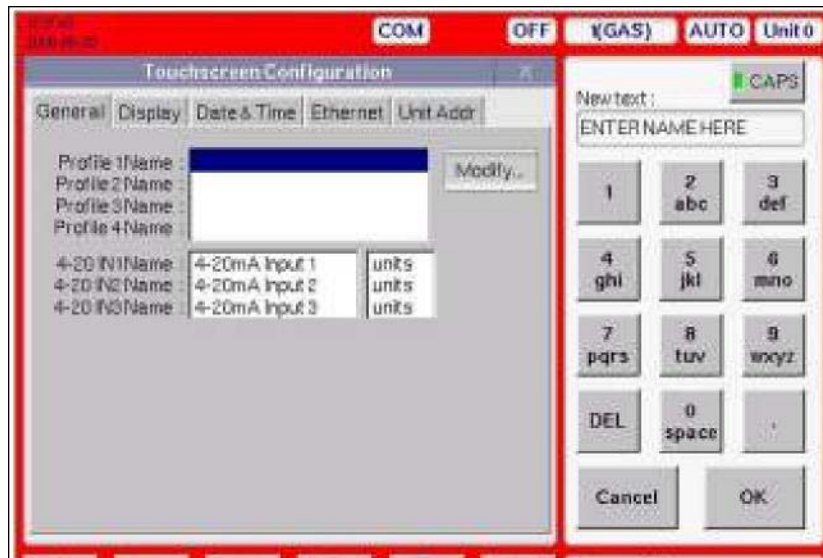 COM OFF 1(GAS) AUTO Unit 0
Touchscreen Configuration X
General Display Date & Time Ethernet Unit Addr
Profile 1 Name :
Profile 2 Name :
Profile 3 Name :
Profile 4 Name :
Modify...
4-20 IN1 Name : 4-20mA Input 1 units
4-20 IN2 Name : 4-20mA Input 2 units
4-20 IN3 Name : 4-20mA Input 3 units
CAPS
New text :
ENTER NAME HERE
1 2 3
abc def
4 5 6
ghi jkl mno
7 8 9
pqrs tuv wxyz
DEL 0 .
space
Cancel OK